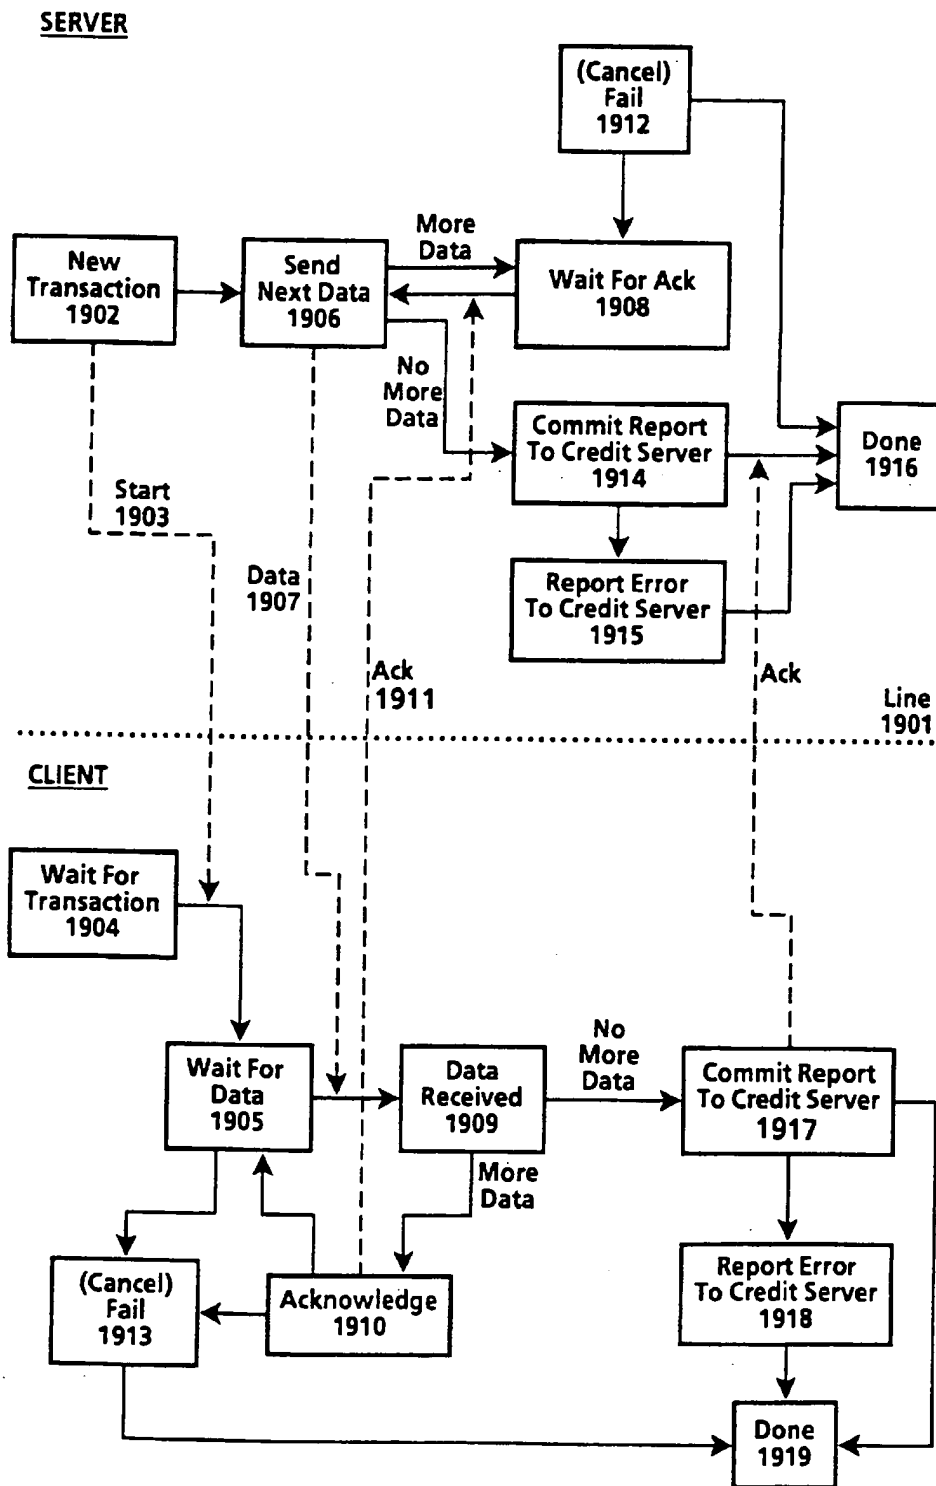 SERVER
(Cancel)
Fail
1912
More
Data
New
Transaction
1902
Send
Next Data
1906
Wait For Ack
1908
No
More
Data
Commit Report
To Credit Server
1914
Done
1916
Start
1903
Data
1907
Report Error
To Credit Server
1915
Ack
1911
Ack
Line
1901
CLIENT
Wait For
Transaction
1904
Wait For
Data
1905
Data
Received
1909
No
More
Data
Commit Report
To Credit Server
1917
More
Data
(Cancel)
Fail
1913
Acknowledge
1910
Report Error
To Credit Server
1918
Done
1919